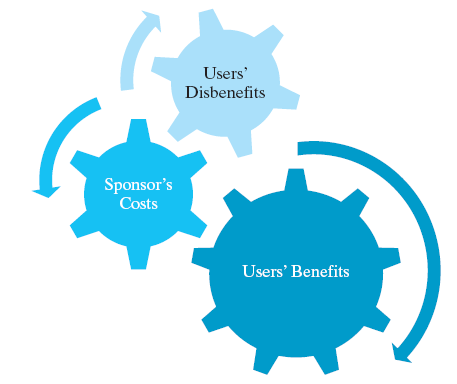 Users’
Disbenefits
Sponsor’s
Costs
Users’ Benefits